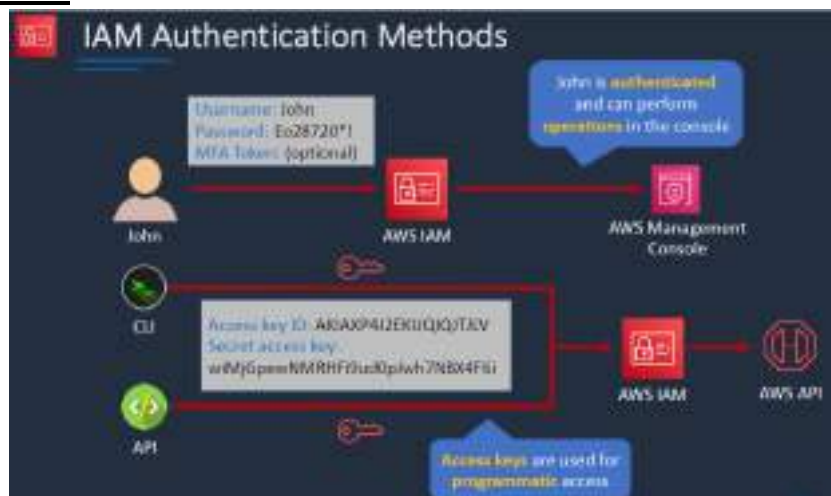 IAM Authentication Methods
Username: John
Password: Eo28720*!
MFA Token: (optional)
John is authenticated
and can perform
operations in the console
John
AWS IAM
AWS Management
Console
CLI
Access key ID:
Secret access key:
API
AWS IAM
AWS API
Access keys are used for
programmatic access